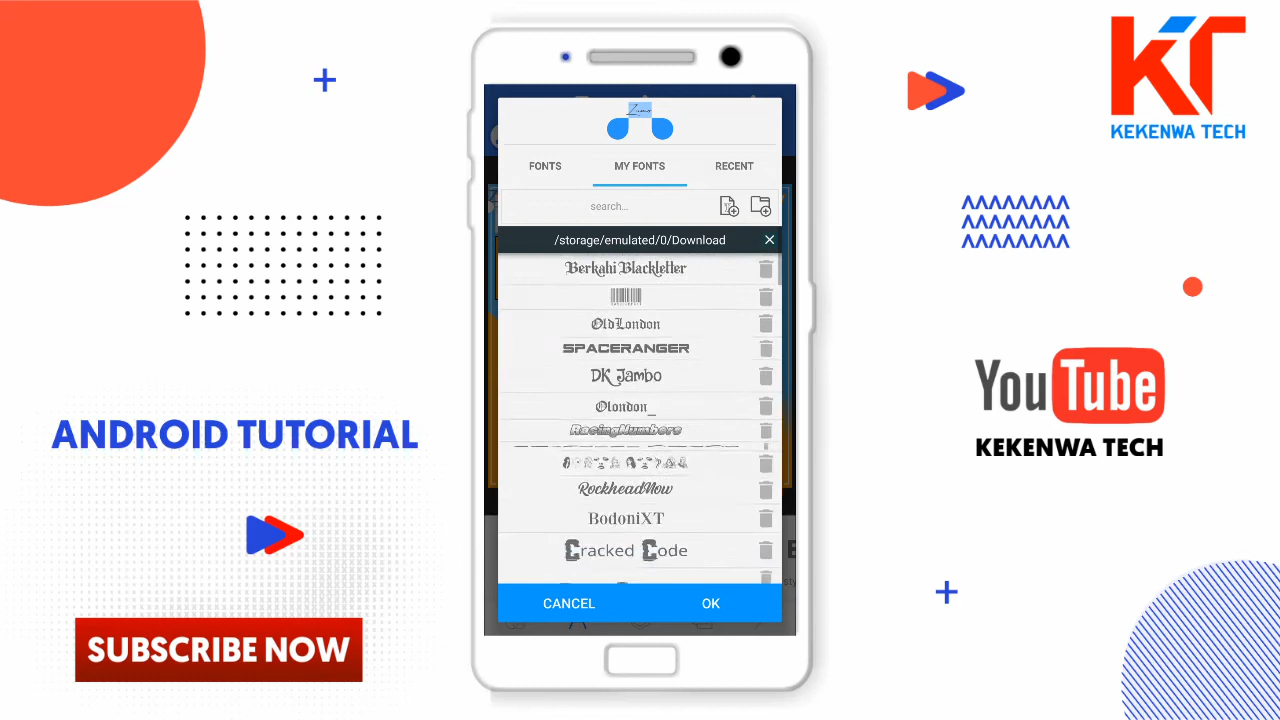 KT
KEKENWA TECH
FONTS
MY FONTS
RECENT
search...
/storage/emulated/0/Download
Berkahi Blackletter
OldLondon
SPACERANGER
DK Jambo
Olondon_
RacingNumbers
RockheadNow
BodoniXT
Cracked Code
CANCEL
OK
ANDROID TUTORIAL
SUBSCRIBE NOW
YouTube
KEKENWA TECH